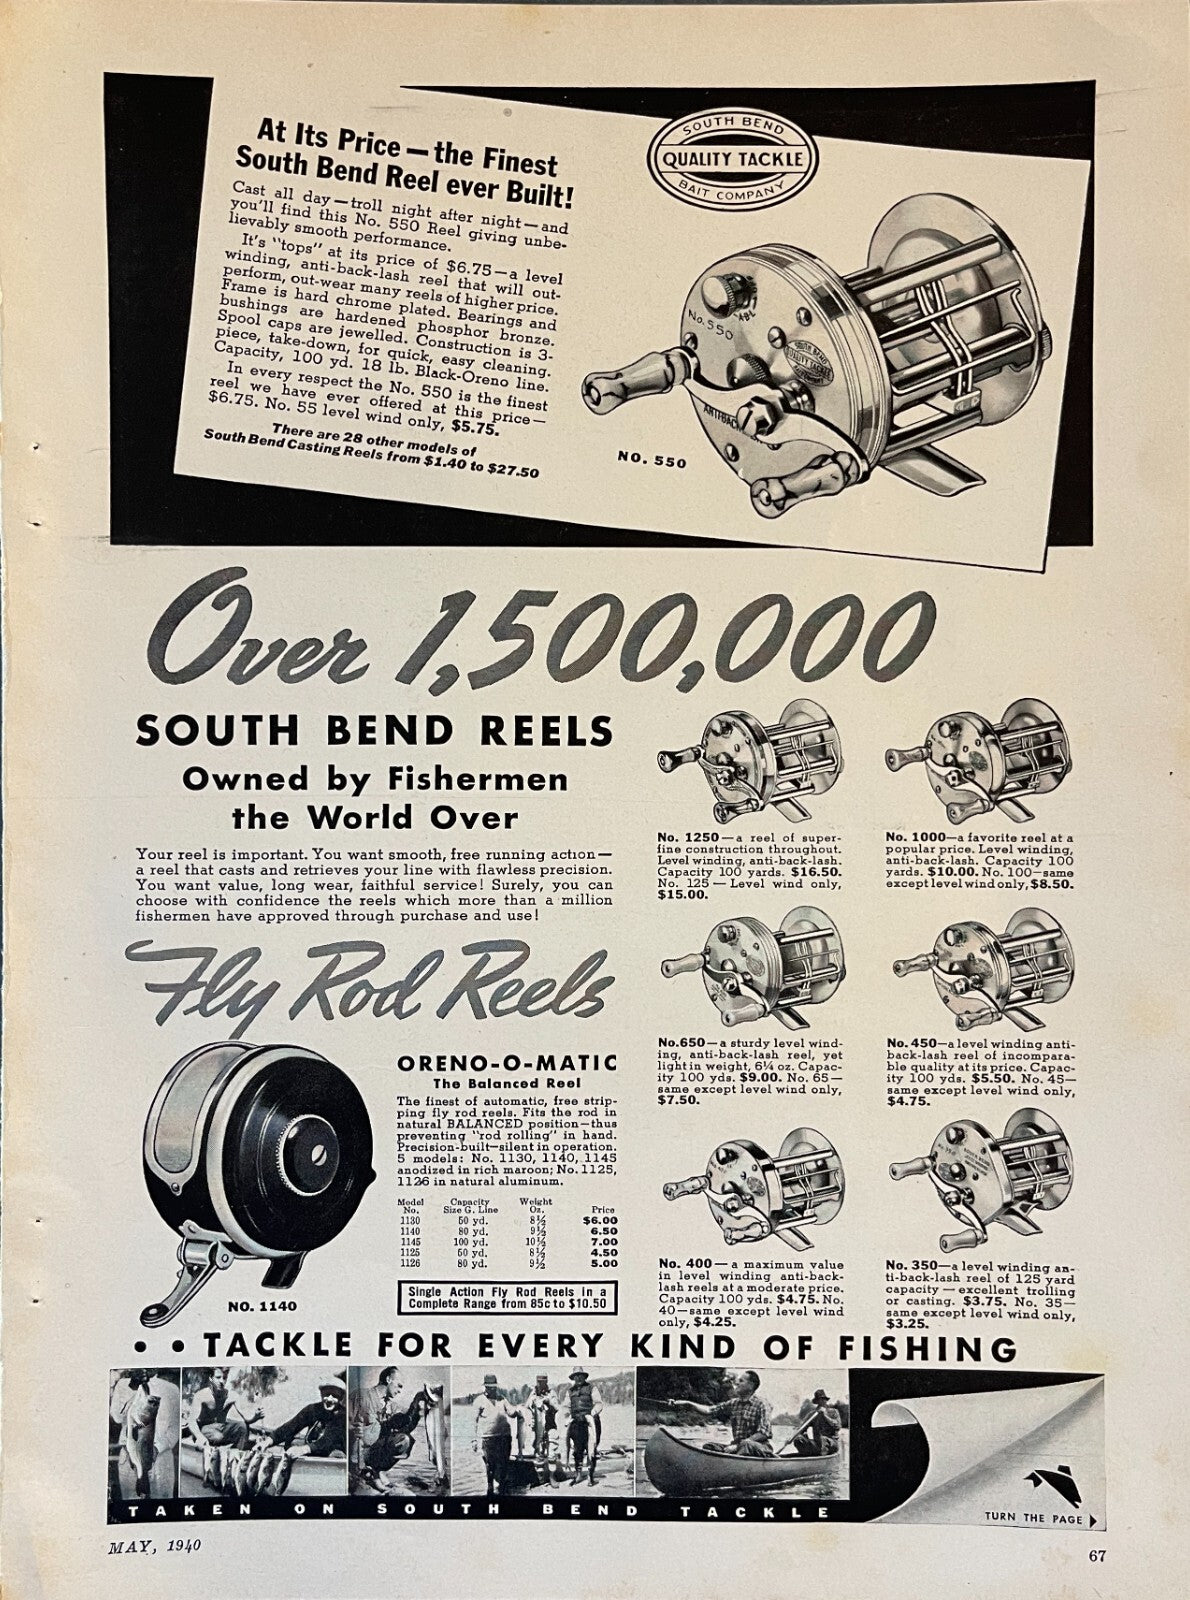 At Its Price—the Finest
South Bend Reel ever Built!
Cast all day—troll night after night—and
you'll find this No. 550 Reel giving unbe-
lievably smooth performance.
It's "tops" at its price of $6.75—a level
winding, anti-back-lash reel that will out-
perform, out-wear many reels of higher price.
Frame is hard chrome plated. Bearings and
bushings are hardened phosphor bronze.
Spool caps are jewelled. Construction is 3-
piece, take-down, for quick, easy cleaning.
Capacity, 100 yd. 18 lb. Black-Oreno line.
In every respect the No. 550 is the finest
reel we have ever offered at this price—
$6.75. No. 55 level wind only, $5.75.
There are 28 other models of
South Bend Casting Reels from $1.40 to $27.50
SOUTH BEND
QUALITY TACKLE
BAIT COMPANY
No. 550
NO. 550
Over 1,500,000
SOUTH BEND REELS
Owned by Fishermen
the World Over
Your reel is important. You want smooth, free running action—
a reel that casts and retrieves your line with flawless precision.
You want value, long wear, faithful service! Surely, you can
choose with confidence the reels which more than a million
fishermen have approved through purchase and use!
Fly Rod Reels
ORENO-O-MATIC
The Balanced Reel
The finest of automatic, free strip-
ping fly rod reels. Fits the rod in
natural BALANCED position—thus
preventing "rod rolling" in hand.
Precision-built—silent in operation.
5 models: No. 1130, 1140, 1145
anodized in rich maroon; No. 1125,
1126 in natural aluminum.
Model No. Capacity Size G. Line Weight Oz. Price
1130 50 yd. 8½ $6.00
1140 80 yd. 9½ 6.50
1145 100 yd. 10½ 7.00
1125 50 yd. 8½ 4.50
1126 80 yd. 9½ 5.00
Single Action Fly Rod Reels in a
Complete Range from 85c to $10.50
NO. 1140
No. 1250—a reel of super-
fine construction throughout.
Level winding, anti-back-lash.
Capacity 100 yards. $16.50.
No. 125—Level wind only,
$15.00.
No. 1000—a favorite reel at a
popular price. Level winding,
anti-back-lash. Capacity 100
yards. $10.00. No. 100—same
except level wind only, $8.50.
No. 650—a sturdy level wind-
ing, anti-back-lash reel, yet
light in weight, 6¼ oz. Capac-
ity 100 yds. $9.00. No. 65—
same except level wind only,
$7.50.
No. 450—a level winding anti-
back-lash reel of incompara-
ble quality at its price. Capac-
ity 100 yds. $5.50. No. 45—
same except level wind only,
$4.75.
No. 400—a maximum value
in level winding anti-back-
lash reels at a moderate price.
Capacity 100 yds. $4.75. No.
40—same except level wind
only, $4.25.
No. 350—a level winding an-
ti-back-lash reel of 125 yard
capacity—excellent trolling
or casting. $3.75. No. 35—
same except level wind only,
$3.25.
• • TACKLE FOR EVERY KIND OF FISHING
TAKEN ON SOUTH BEND TACKLE
TURN THE PAGE
MAY, 1940
67